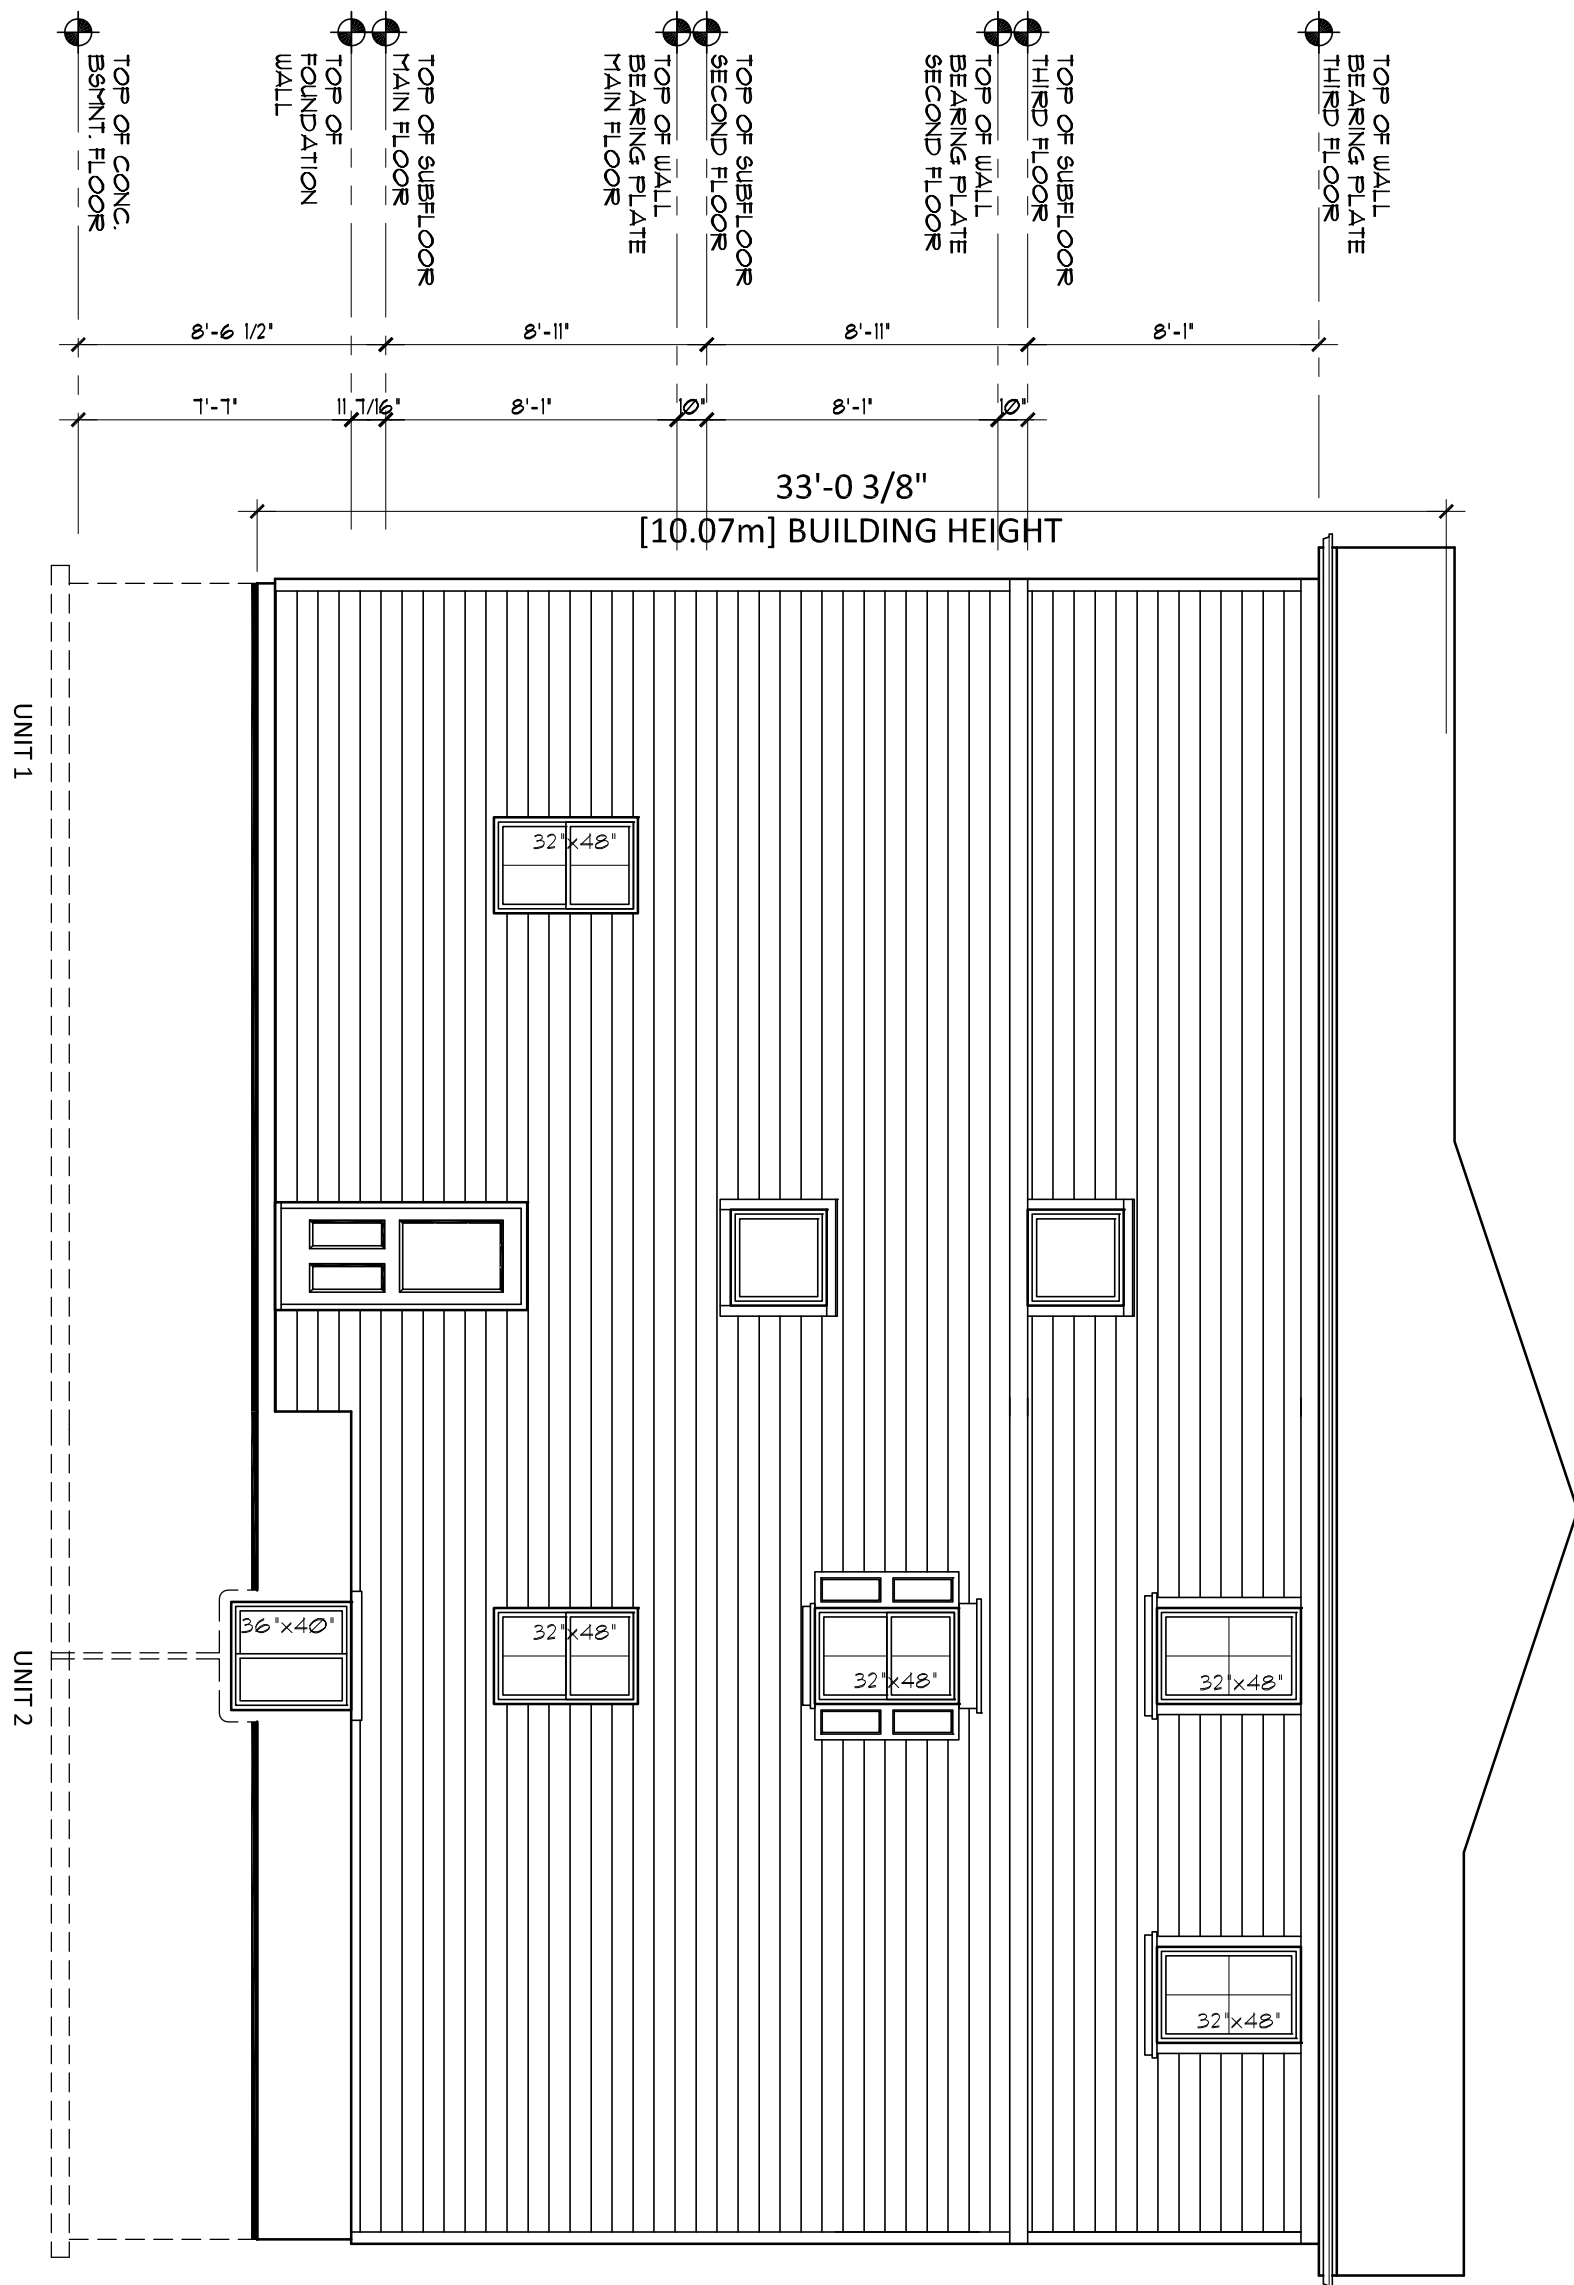 TOP OF WALL
BEARING PLATE
THIRD FLOOR
TOP OF SUBFLOOR
THIRD FLOOR
TOP OF WALL
BEARING PLATE
SECOND FLOOR
TOP OF SUBFLOOR
SECOND FLOOR
TOP OF WALL
BEARING PLATE
MAIN FLOOR
TOP OF SUBFLOOR
MAIN FLOOR
TOP OF
FOUNDATION
WALL
TOP OF CONC.
BSMNT. FLOOR
8'-6 1/2"
8'-11"
8'-11"
8'-1"
7'-7"
11 7/16"
8'-1"
10"
8'-1"
10"
33'-0 3/8"
[10.07m] BUILDING HEIGHT
UNIT 1
32"x48"
36"x40"
32"x48"
32"x48"
32"x48"
UNIT 2
32"x48"